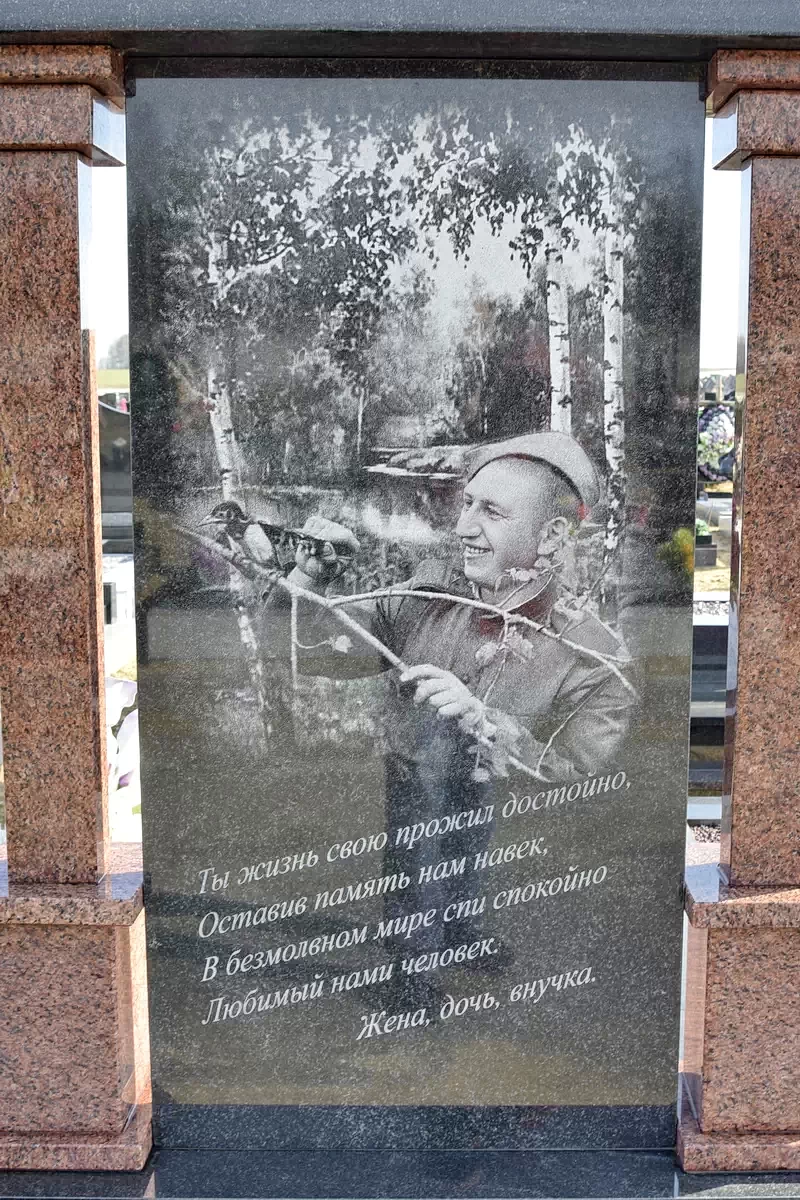 Ты жизнь свою прожил достойно,
Оставив память нам навек,
В безмолвном мире спи спокойно
Любимый нами человек.
Жена, дочь, внучка.